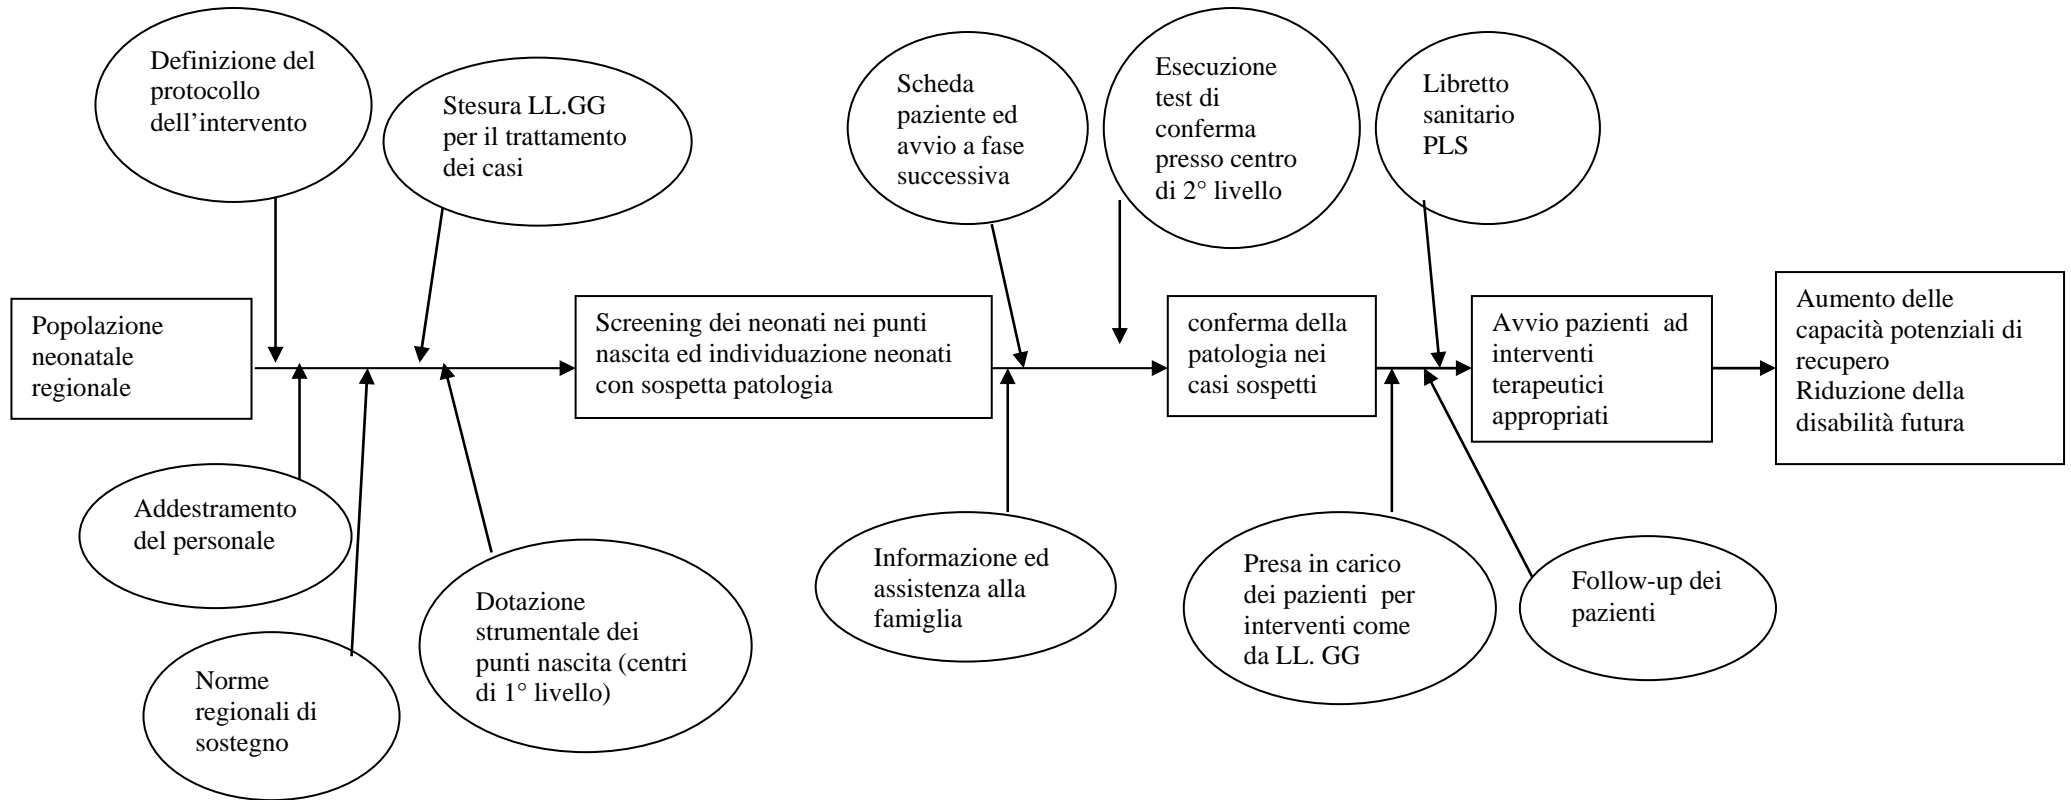 Definizione del
protocollo
dell’intervento
Stesura LL.GG
per il trattamento
dei casi
Scheda
paziente ed
avvio a fase
successiva
Esecuzione
test di
conferma
presso centro
di 2° livello
Libretto
sanitario
PLS
Popolazione
neonatale
regionale
Screening dei neonati nei punti
nascita ed individuazione neonati
con sospetta patologia
conferma della
patologia nei
casi sospetti
Avvio pazienti ad
interventi
terapeutici
appropriati
Aumento delle
capacità potenziali di
recupero
Riduzione della
disabilità futura
Addestramento
del personale
Norme
regionali di
sostegno
Dotazione
strumentale dei
punti nascita (centri
di 1° livello)
Informazione ed
assistenza alla
famiglia
Presa in carico
dei pazienti per
interventi come
da LL. GG
Follow-up dei
pazienti